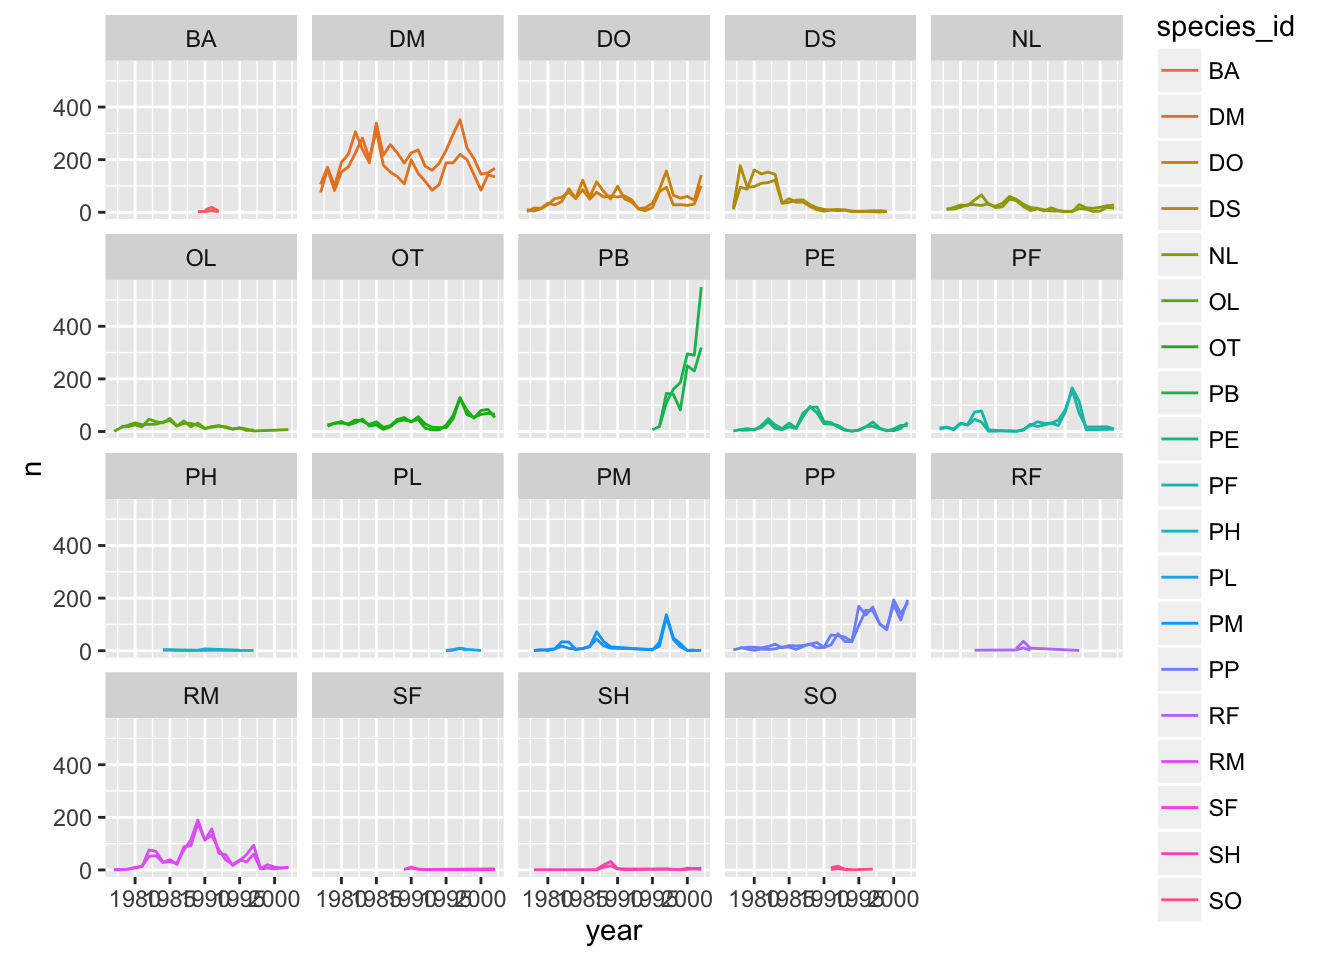 BA DM DO DS NL
400
200
0
OL OT PB PE PF
400
200
0
PH PL PM PP RF
400
200
0
RM SF SH SO
400
200
0
1980 1985 1990 1995 2000 1980 1985 1990 1995 2000 1980 1985 1990 1995 2000 1980 1985 1990 1995 2000
year
n
species_id
BA
DM
DO
DS
NL
OL
OT
PB
PE
PF
PH
PL
PM
PP
RF
RM
SF
SH
SO